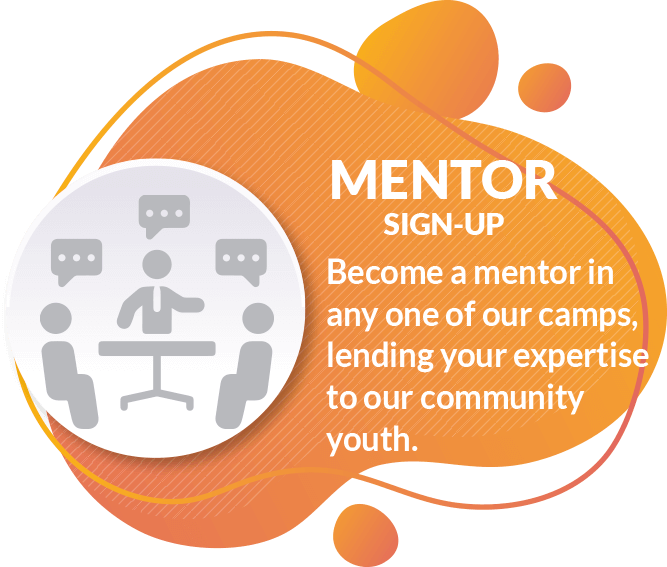 MENTOR
SIGN-UP
Become a mentor in
any one of our camps,
lending your expertise
to our community
youth.